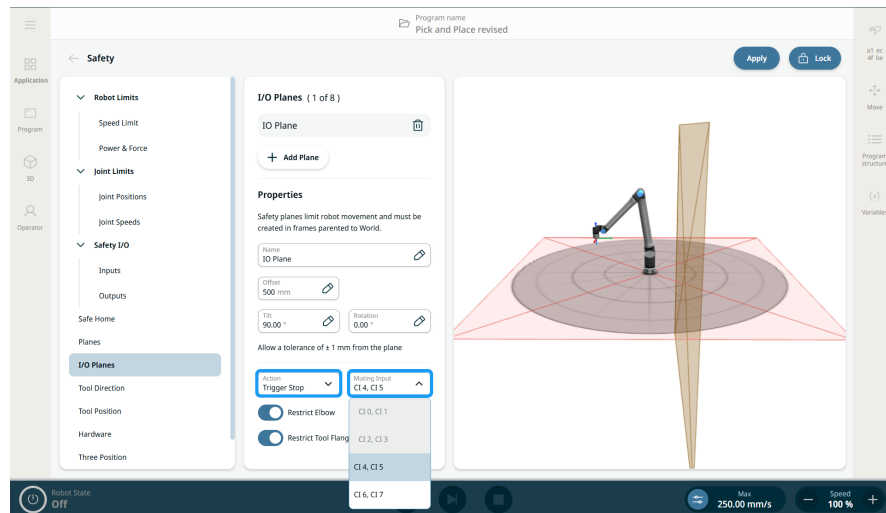 Program name
Pick and Place revised
Safety
Apply
Lock
Application
Program
3D
Operator
Robot Limits
Speed Limit
Power & Force
Joint Limits
Joint Positions
Joint Speeds
Safety I/O
Inputs
Outputs
Safe Home
Planes
I/O Planes
Tool Direction
Tool Position
Hardware
Three Position
I/O Planes ( 1 of 8 )
IO Plane
Add Plane
Properties
Safety planes limit robot movement and must be
created in frames parented to World.
Name
IO Plane
Offset
500 mm
Tilt
90.00 °
Rotation
0.00 °
Allow a tolerance of ± 1 mm from the plane
Action
Trigger Stop
Muting Input
CI 4, CI 5
Restrict Elbow
Restrict Tool Flang
CI 0, CI 1
CI 2, CI 3
CI 4, CI 5
CI 6, CI 7
a1 ec
4f be
Move
Program
structure
{x}
Variables
Robot State
Off
Max
250.00 mm/s
Speed
100 %